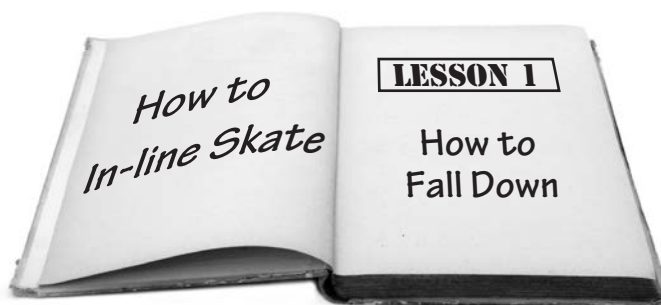 How to
In-line Skate
LESSON 1
How to
Fall Down